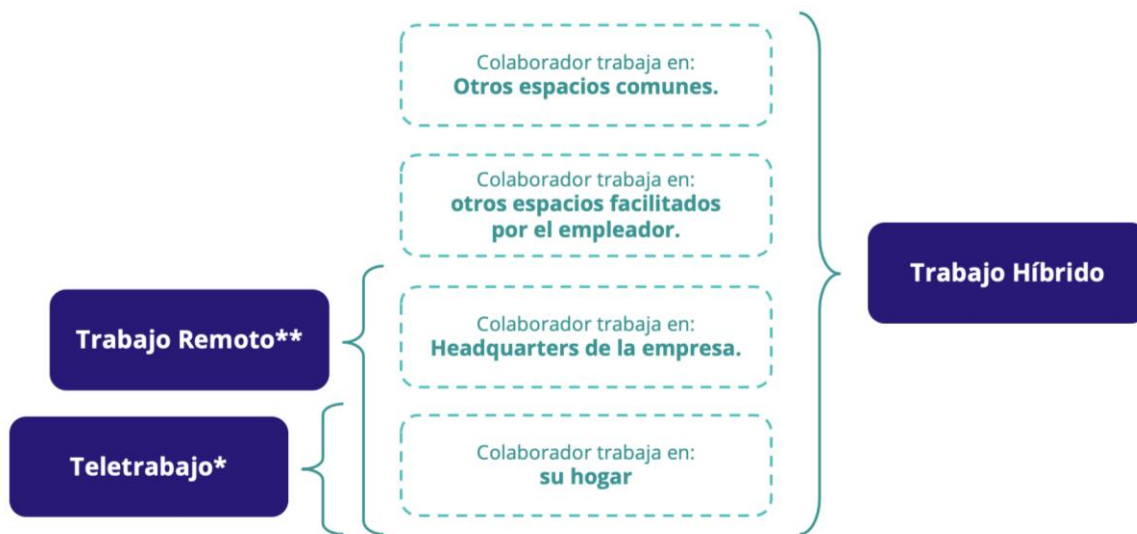 Colaborador trabaja en:
Otros espacios comunes.
Colaborador trabaja en:
otros espacios facilitados
por el empleador.
Trabajo Híbrido
Colaborador trabaja en:
Headquarters de la empresa.
Trabajo Remoto**
Colaborador trabaja en:
su hogar
Teletrabajo*